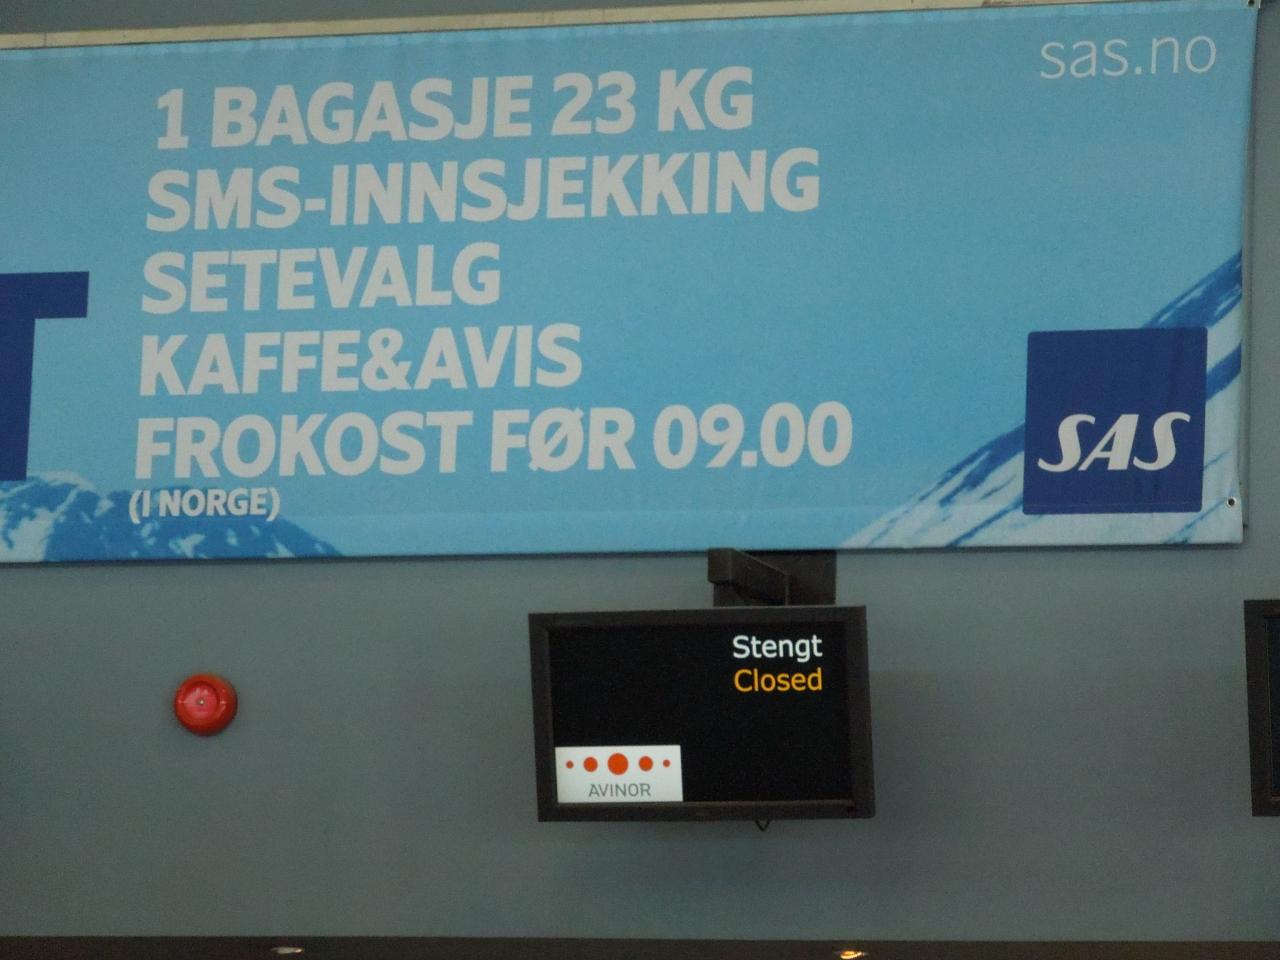 sas.no
1 BAGASJE 23 KG
SMS-INNSJEKKING
SETEVALG
KAFFE&AVIS
FROKOST FØR 09.00
(I NORGE)
T
SAS
Stengt
Closed
AVINOR